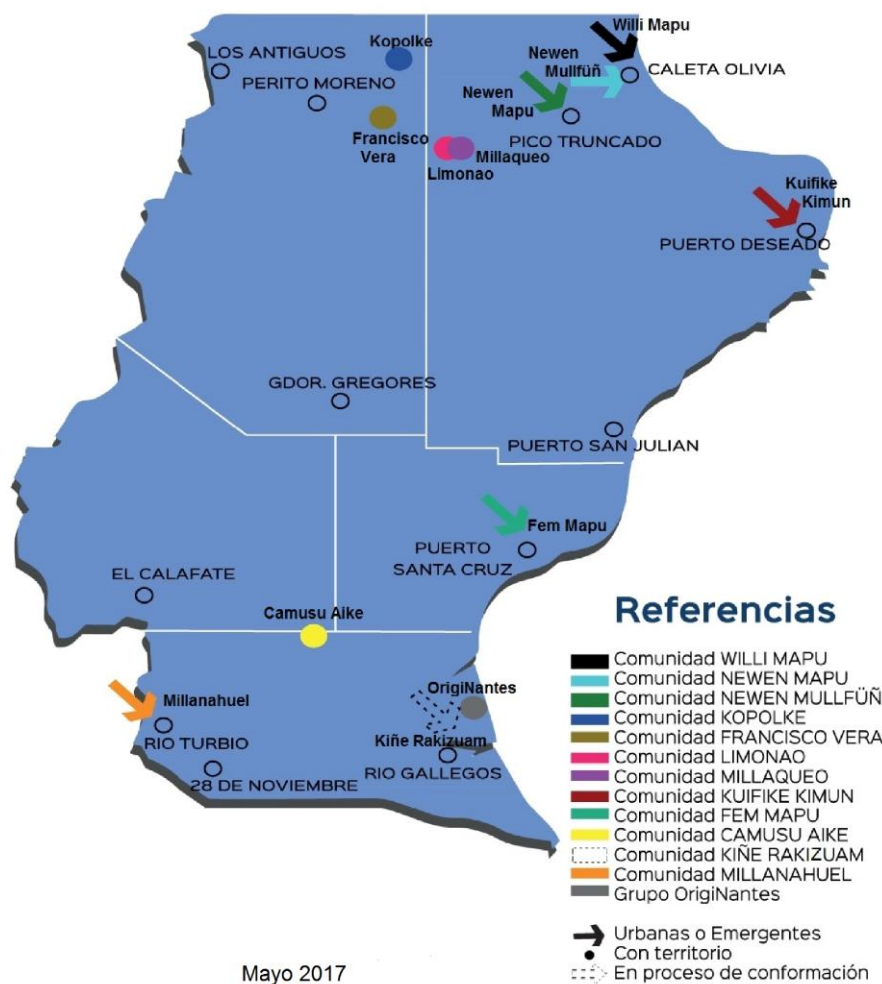 Willi Mapu
Kopolke
Newen
Mullfüñ
LOS ANTIGUOS
CALETA OLIVIA
PERITO MORENO
Newen
Mapu
Francisco
Vera
PICO TRUNCADO
Millaqueo
LImonao
Kuifike
Kimun
PUERTO DESEADO
GDOR. GREGORES
PUERTO SAN JULIAN
Fem Mapu
PUERTO
SANTA CRUZ
EL CALAFATE
Camusu Aike
Millanahuel
OrigiNantes
RIO TURBIO
Kiñe Rakizuam
RIO GALLEGOS
28 DE NOVIEMBRE
Referencias
Comunidad WILLI MAPU
Comunidad NEWEN MAPU
Comunidad NEWEN MULLFÜÑ
Comunidad KOPOLKE
Comunidad FRANCISCO VERA
Comunidad LIMONAO
Comunidad MILLAQUEO
Comunidad KUIFIKE KIMUN
Comunidad FEM MAPU
Comunidad CAMUSU AIKE
Comunidad KIÑE RAKIZUAM
Comunidad MILLANAHUEL
Grupo OrigiNantes
Urbanas o Emergentes
Con territorio
En proceso de conformación
Mayo 2017